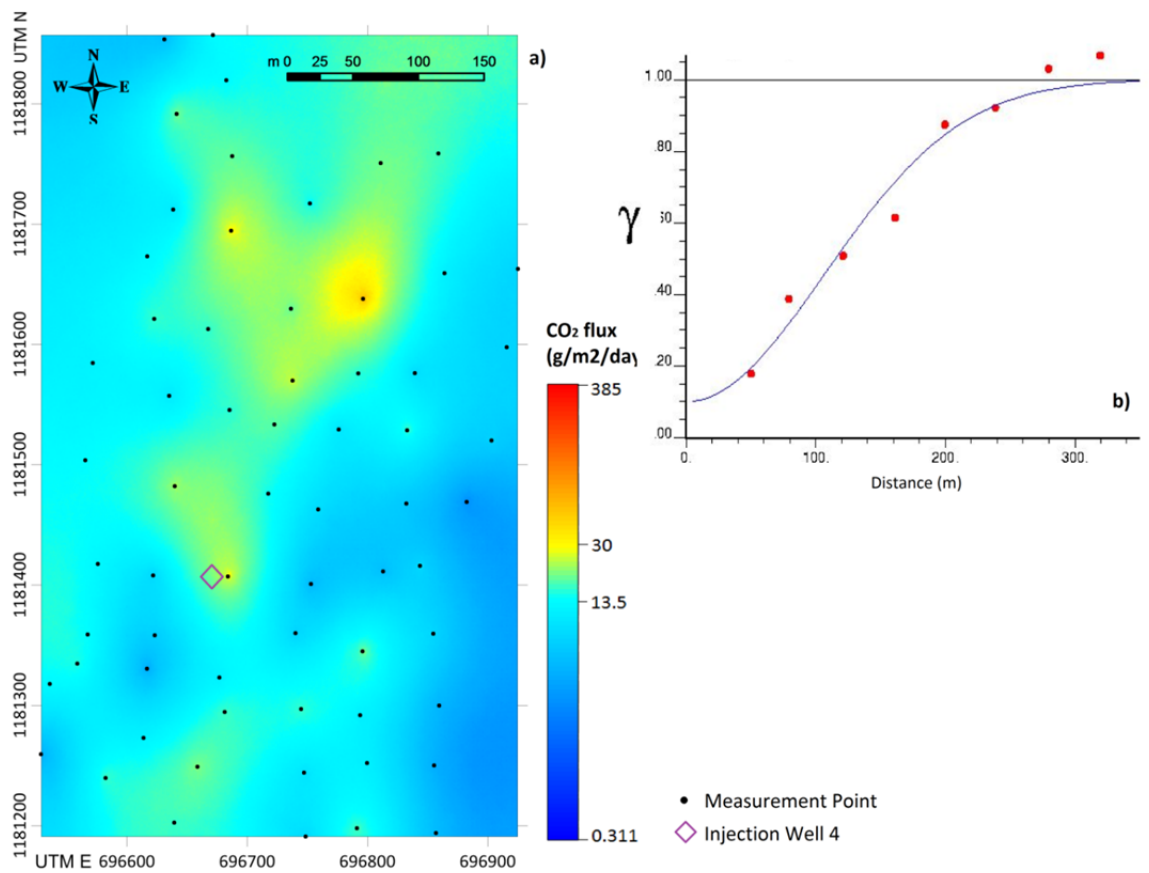 UTM N
1181800
1181700
1181600
1181500
1181400
1181300
1181200
N
W E
S
m 0 25 50 100 150
a)
UTM E 696600 696700 696800 696900
CO₂ flux
(g/m2/day
385
30
13.5
0.311
γ
1.00
.80
.60
.40
.20
.00
0. 100. 200. 300.
Distance (m)
b)
Measurement Point
Injection Well 4